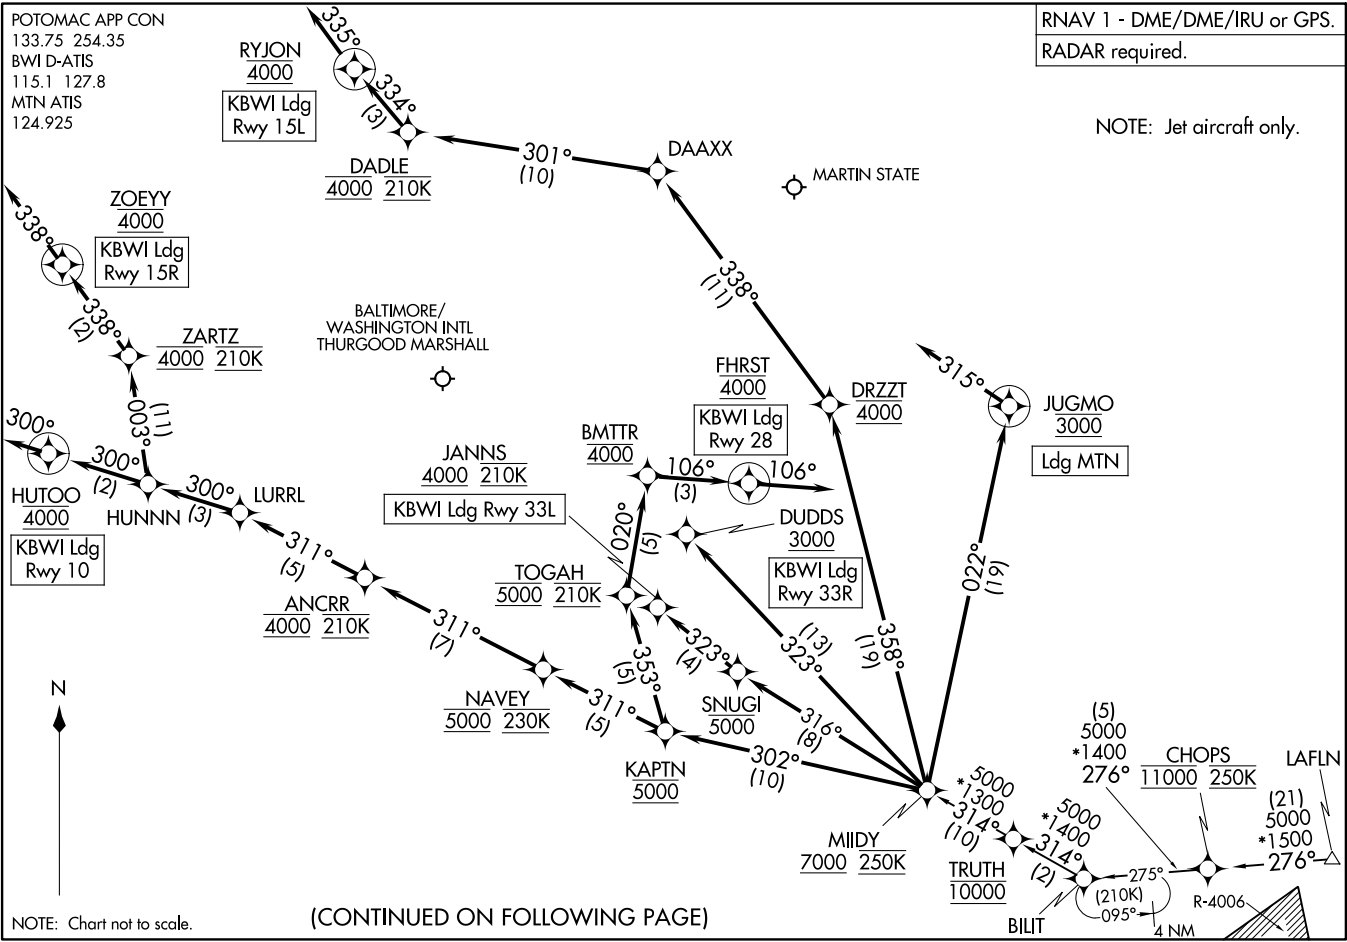 POTOMAC APP CON
133.75 254.35
BWI D-ATIS
115.1 127.8
MTN ATIS
124.925
RNAV 1 - DME/DME/IRU or GPS.
RADAR required.
NOTE: Jet aircraft only.
335°
RYJON
4000
KBWI Ldg
Rwy 15L
334°
(3)
DADLE
4000 210K
301°
(10)
DAAXX
MARTIN STATE
338°
ZOEYY
4000
KBWI Ldg
Rwy 15R
338°
(2)
ZARTZ
4000 210K
003°
(11)
BALTIMORE/
WASHINGTON INTL
THURGOOD MARSHALL
338°
(11)
FHRST
4000
KBWI Ldg
Rwy 28
DRZZT
4000
315°
JUGMO
3000
Ldg MTN
300°
HUTOO
4000
KBWI Ldg
Rwy 10
300°
(2)
HUNNN
300°
(3)
LURRL
311°
(5)
ANCRR
4000 210K
311°
(7)
JANNS
4000 210K
KBWI Ldg Rwy 33L
BMTTR
4000
106°
(3)
106°
020°
(5)
DUDDS
3000
KBWI Ldg
Rwy 33R
TOGAH
5000 210K
(13)
323°
358°
(19)
022°
(19)
323°
(4)
353°
(5)
SNUGI
5000
316°
(8)
NAVEY
5000 230K
311°
(5)
KAPTN
5000
302°
(10)
MIIDY
7000 250K
5000
*1300
314°
(10)
TRUTH
10000
5000
*1400
314°
(2)
BILIT
(5)
5000
*1400
276°
CHOPS
11000 250K
LAFLN
(21)
5000
*1500
276°
275°
(210K)
095°
4 NM
R-4006
N
NOTE: Chart not to scale.
(CONTINUED ON FOLLOWING PAGE)